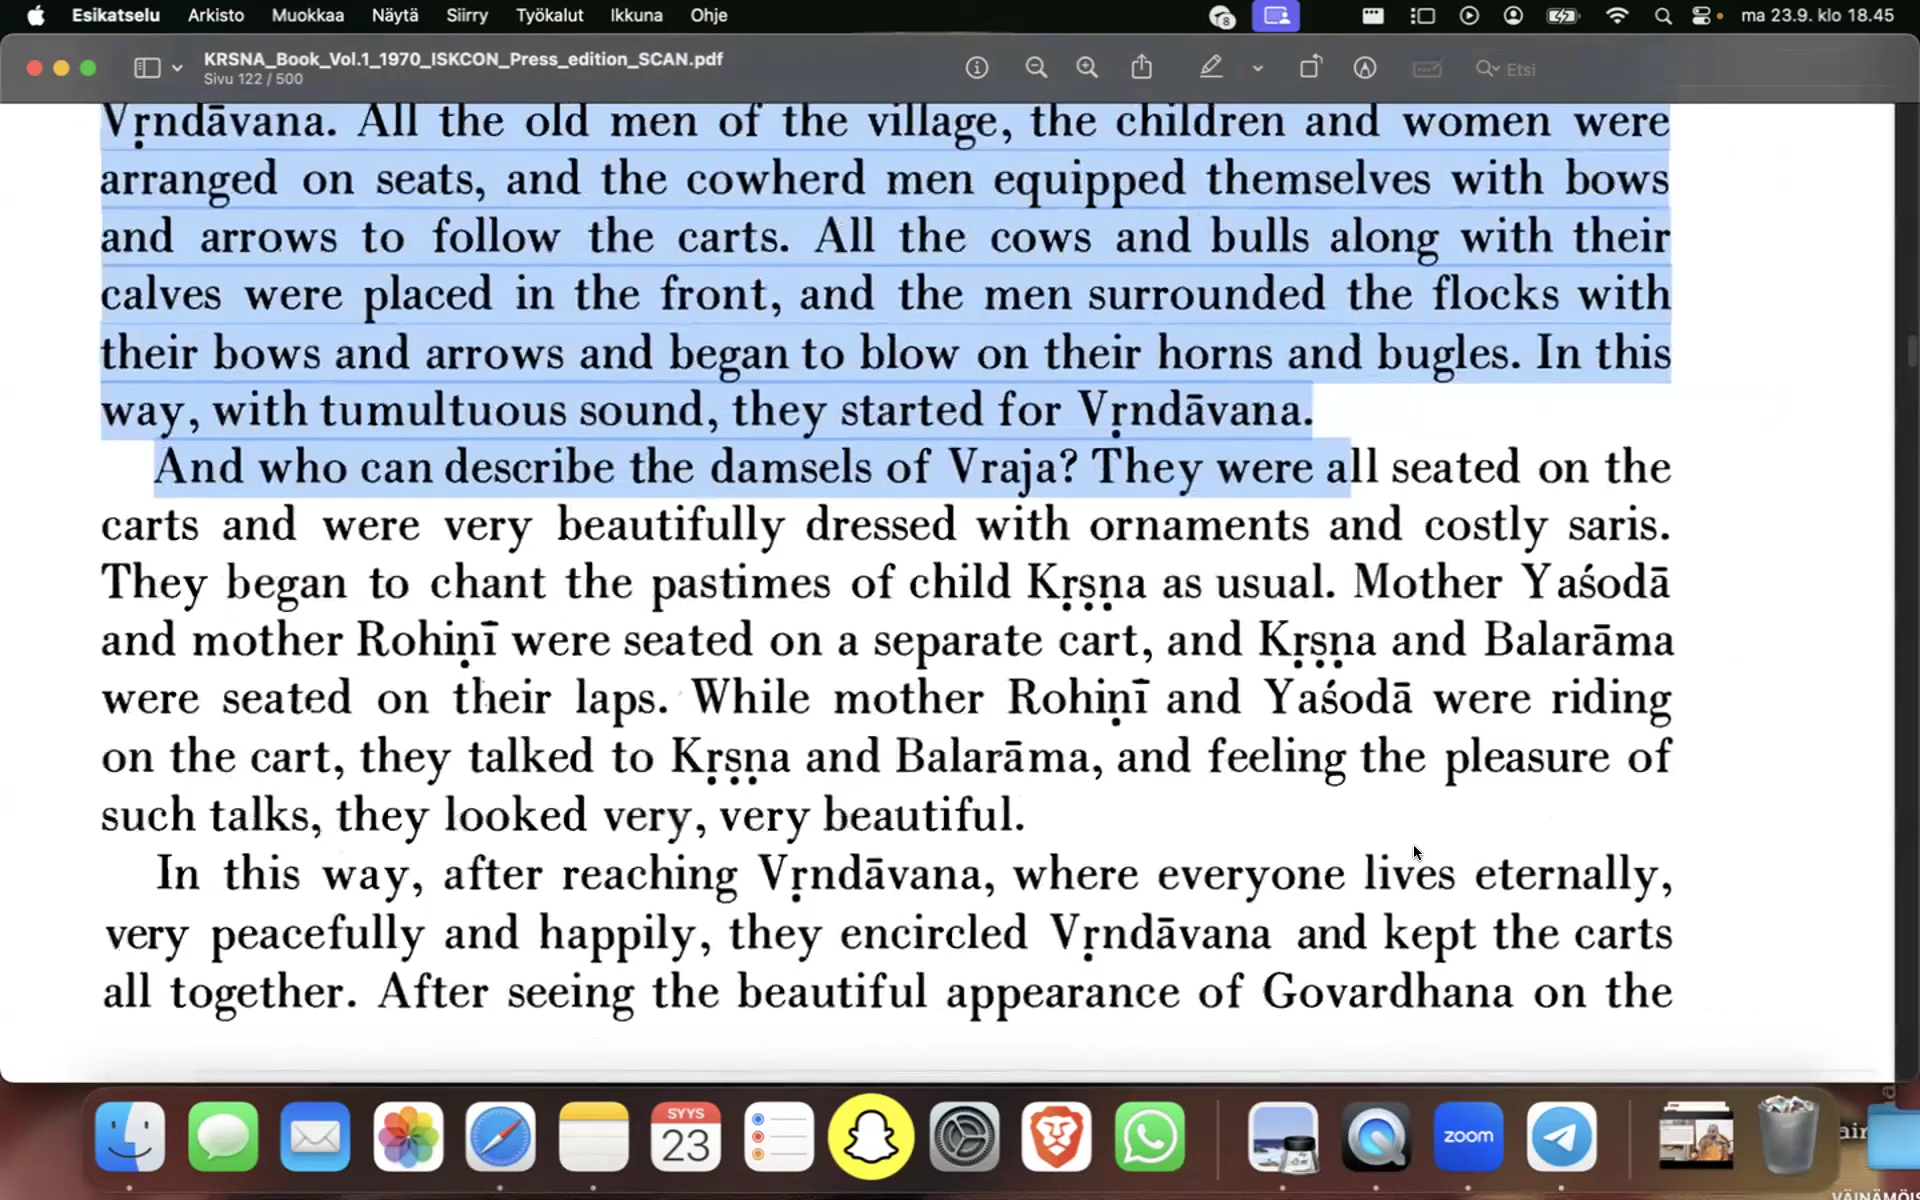 Esikatselu Arkisto Muokkaa Näytä Siirry Työkalut Ikkuna Ohje 8 ma 23.9. klo 18.45
KRSNA_Book_Vol.1_1970_ISKCON_Press_edition_SCAN.pdf
Sivu 122 / 500
Etsi
Vṛndāvana. All the old men of the village, the children and women were
arranged on seats, and the cowherd men equipped themselves with bows
and arrows to follow the carts. All the cows and bulls along with their
calves were placed in the front, and the men surrounded the flocks with
their bows and arrows and began to blow on their horns and bugles. In this
way, with tumultuous sound, they started for Vṛndāvana.
And who can describe the damsels of Vraja? They were all seated on the
carts and were very beautifully dressed with ornaments and costly saris.
They began to chant the pastimes of child Kṛṣṇa as usual. Mother Yaśodā
and mother Rohiṇī were seated on a separate cart, and Kṛṣṇa and Balarāma
were seated on their laps. While mother Rohiṇī and Yaśodā were riding
on the cart, they talked to Kṛṣṇa and Balarāma, and feeling the pleasure of
such talks, they looked very, very beautiful.
In this way, after reaching Vṛndāvana, where everyone lives eternally,
very peacefully and happily, they encircled Vṛndāvana and kept the carts
all together. After seeing the beautiful appearance of Govardhana on the
SYYS
23
zoom